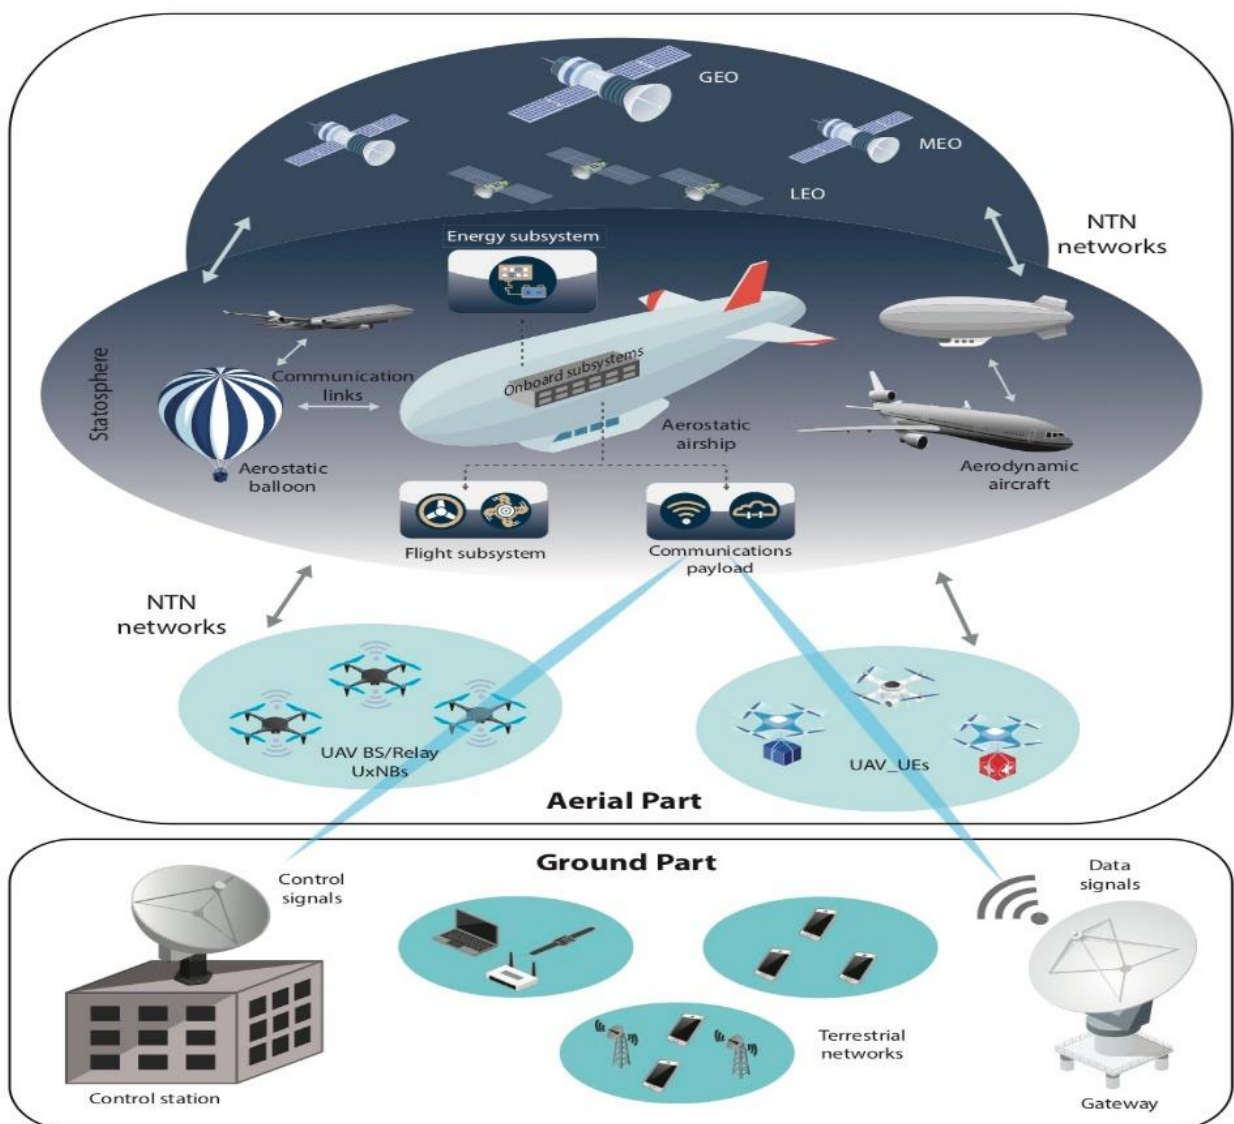 GEO
MEO
LEO
NTN
networks
Energy subsystem
Statosphere
Onboard subsystems
Communication
links
Aerostatic
airship
Aerostatic
balloon
Aerodynamic
aircraft
Flight subsystem
Communications
payload
NTN
networks
UAV BS/Relay
UxNBs
UAV_UEs
Aerial Part
Ground Part
Control
signals
Data
signals
Terrestrial
networks
Control station
Gateway